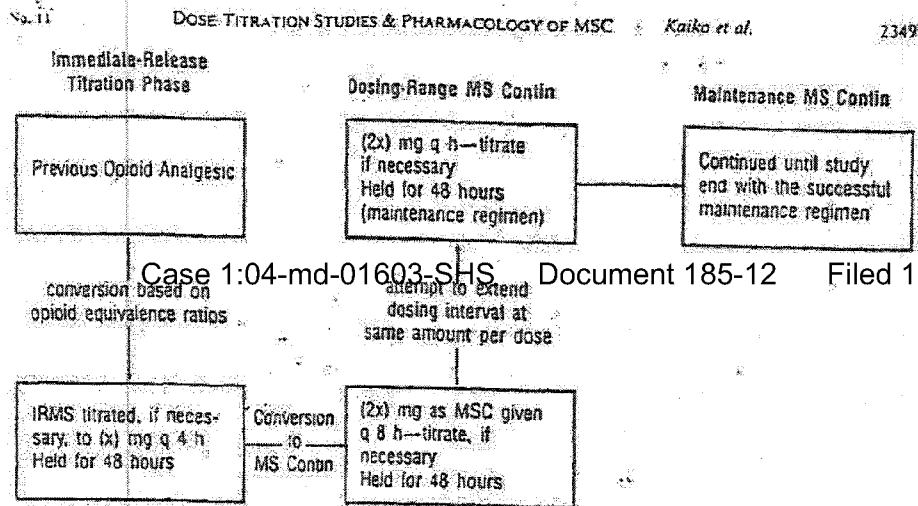 No. 11 DOSE TITRATION STUDIES & PHARMACOLOGY OF MSC Kaiko et al. 2349
Immediate-Release
Titration Phase
Previous Opioid Analgesic
conversion based on
opioid equivalence ratios
IRMS titrated, if neces-
sary, to (x) mg q 4 h
Held for 48 hours
Conversion
to
MS Contin
(2x) mg as MSC given
q 8 h—titrate, if
necessary
Held for 48 hours
attempt to extend
dosing interval at
same amount per dose
Dosing-Range MS Contin
(2x) mg q h—titrate
if necessary
Held for 48 hours
(maintenance regimen)
Maintenance MS Contin
Continued until study
end with the successful
maintenance regimen
Case 1:04-md-01603-SHS Document 185-12 Filed 1